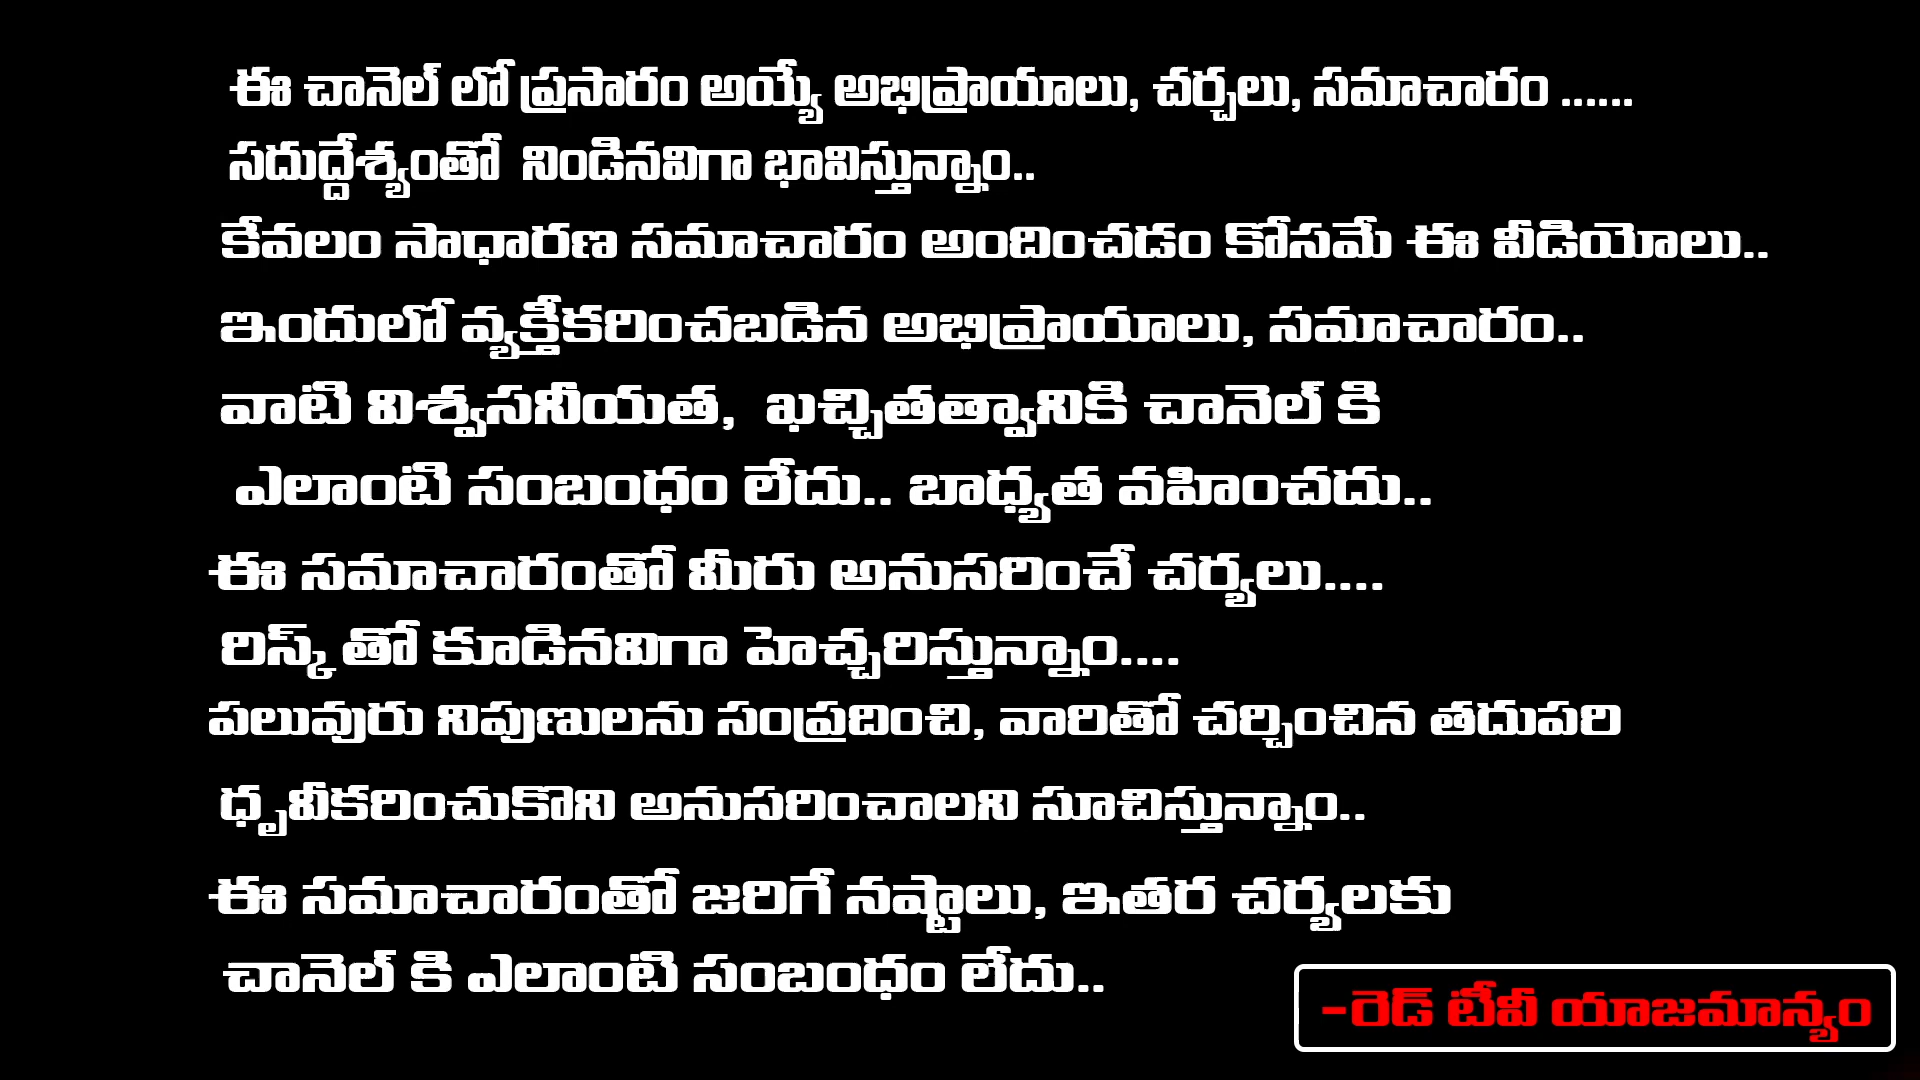 ఈ చానెల్ లో ప్రసారం అయ్యే అభిప్రాయాలు, చర్చలు, సమాచారం ......
సదుద్దేశ్యంతో నిండినవిగా భావిస్తున్నాం..
కేవలం సాధారణ సమాచారం అందించడం కోసమే ఈ వీడియోలు..
ఇందులో వ్యక్తీకరించబడిన అభిప్రాయాలు, సమాచారం..
వాటి విశ్వసనీయత, ఖచ్చితత్వానికి చానెల్ కి
ఎలాంటి సంబంధం లేదు.. బాధ్యత వహించదు..
ఈ సమాచారంతో మీరు అనుసరించే చర్యలు....
రిస్క్ తో కూడినవిగా హెచ్చరిస్తున్నాం....
పలువురు నిపుణులను సంప్రదించి, వారితో చర్చించిన తదుపరి
ధృవీకరించుకొని అనుసరించాలని సూచిస్తున్నాం..
ఈ సమాచారంతో జరిగే నష్టాలు, ఇతర చర్యలకు
చానెల్ కి ఎలాంటి సంబంధం లేదు..
-రెడ్ టీవీ యాజమాన్యం